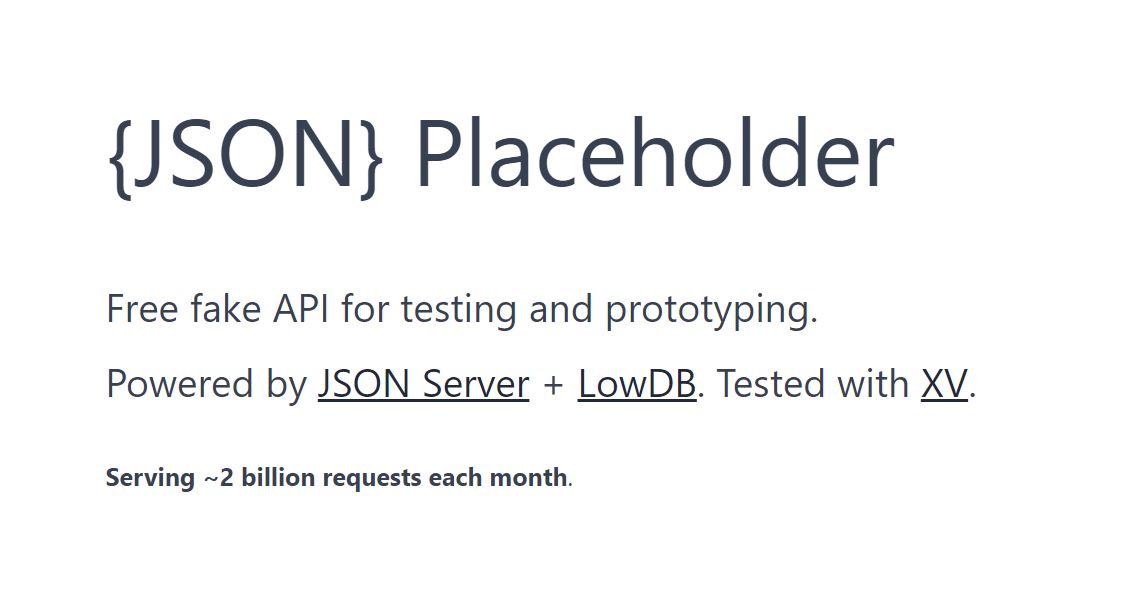 {JSON} Placeholder
Free fake API for testing and prototyping.
Powered by JSON Server + LowDB. Tested with XV.
Serving ~2 billion requests each month.